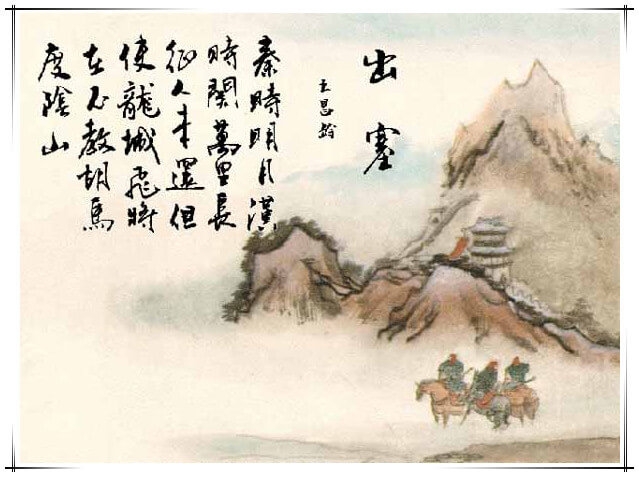 出塞
王昌齡
秦時明月漢
時關萬里長
征人未還但
使龍城飛將
在不教胡馬
度陰山